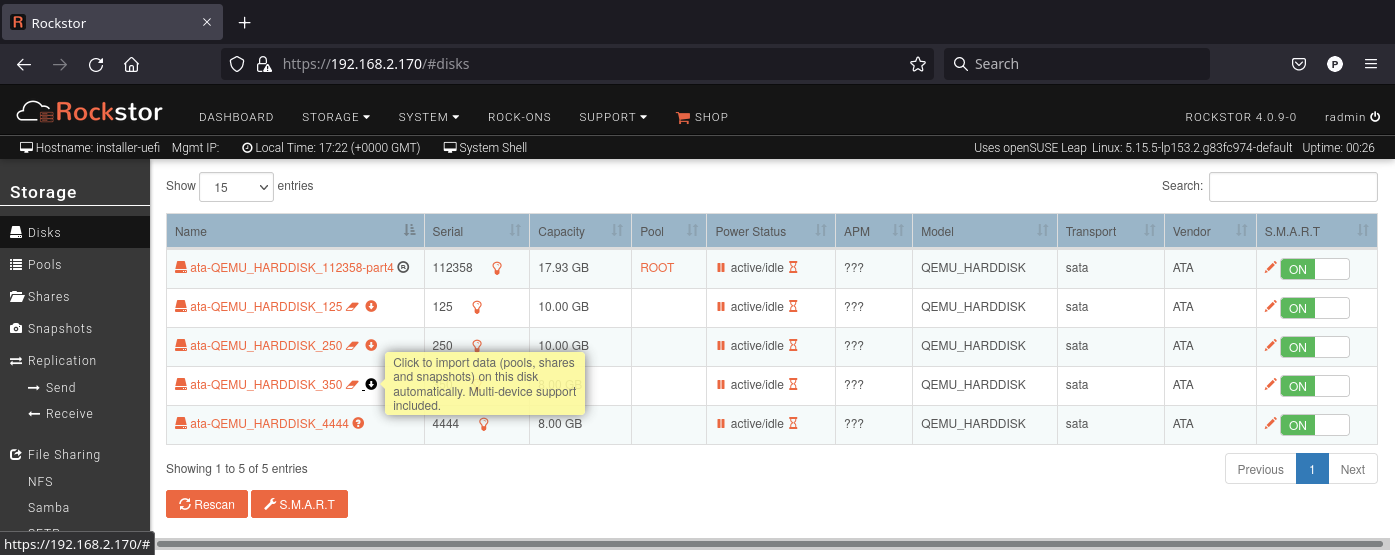 Rockstor
https://192.168.2.170/#disks
Search
Rockstor
DASHBOARD STORAGE SYSTEM ROCK-ONS SUPPORT SHOP
ROCKSTOR 4.0.9-0 radmin
Hostname: installer-uefi Mgmt IP: Local Time: 17:22 (+0000 GMT) System Shell
Uses openSUSE Leap Linux: 5.15.5-lp153.2.g83fc974-default Uptime: 00:26
Storage
Disks
Pools
Shares
Snapshots
Replication
Send
Receive
File Sharing
NFS
Samba
https://192.168.2.170/#
Show 15 entries
Search:
Name Serial Capacity Pool Power Status APM Model Transport Vendor S.M.A.R.T
ata-QEMU_HARDDISK_112358-part4 112358 17.93 GB ROOT active/idle ??? QEMU_HARDDISK sata ATA ON
ata-QEMU_HARDDISK_125 125 10.00 GB active/idle ??? QEMU_HARDDISK sata ATA ON
ata-QEMU_HARDDISK_250 250 10.00 GB active/idle ??? QEMU_HARDDISK sata ATA ON
ata-QEMU_HARDDISK_350 active/idle ??? QEMU_HARDDISK sata ATA ON
Click to import data (pools, shares
and snapshots) on this disk
automatically. Multi-device support
included.
ata-QEMU_HARDDISK_4444 4444 8.00 GB active/idle ??? QEMU_HARDDISK sata ATA ON
Showing 1 to 5 of 5 entries
Previous 1 Next
Rescan S.M.A.R.T